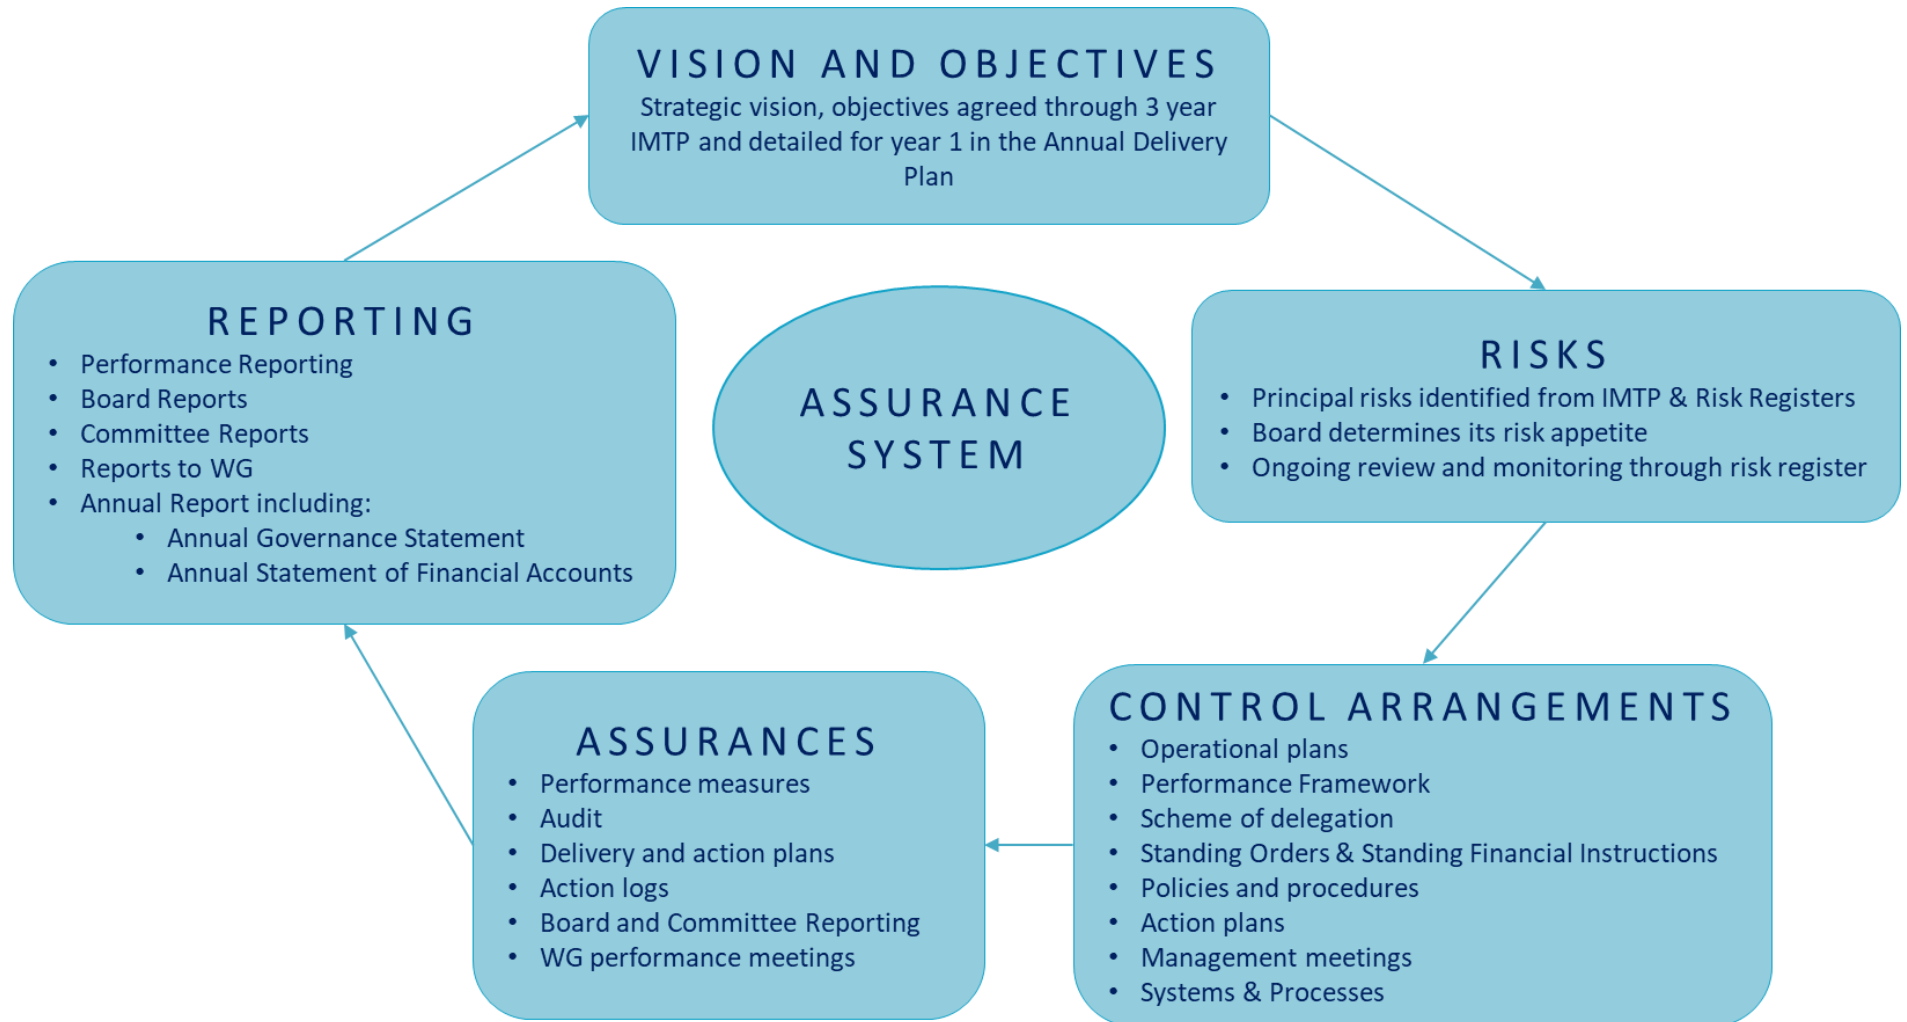 VISION AND OBJECTIVES
Strategic vision, objectives agreed through 3 year
IMTP and detailed for year 1 in the Annual Delivery
Plan
REPORTING
• Performance Reporting
• Board Reports
• Committee Reports
• Reports to WG
• Annual Report including:
• Annual Governance Statement
• Annual Statement of Financial Accounts
ASSURANCE
SYSTEM
RISKS
• Principal risks identified from IMTP & Risk Registers
• Board determines its risk appetite
• Ongoing review and monitoring through risk register
ASSURANCES
• Performance measures
• Audit
• Delivery and action plans
• Action logs
• Board and Committee Reporting
• WG performance meetings
CONTROL ARRANGEMENTS
• Operational plans
• Performance Framework
• Scheme of delegation
• Standing Orders & Standing Financial Instructions
• Policies and procedures
• Action plans
• Management meetings
• Systems & Processes